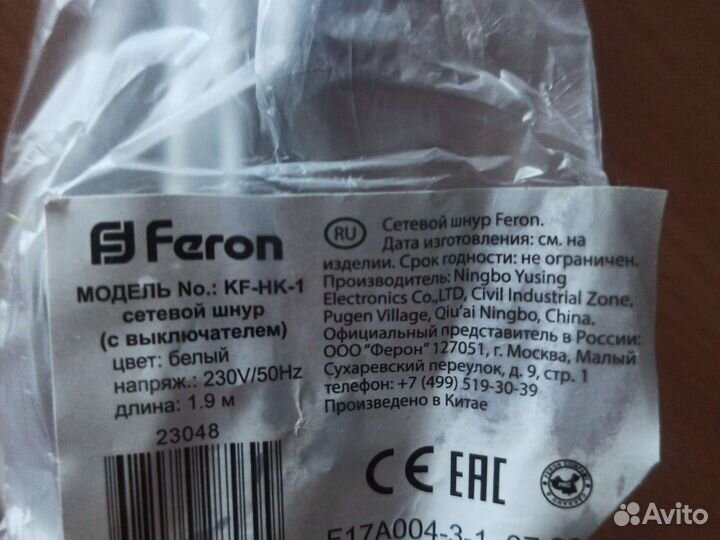 Feron
МОДЕЛЬ No.: KF-HK-1
сетевой шнур
(с выключателем)
цвет: белый
напряж.: 230V/50Hz
длина: 1.9 м
23048
RU
Сетевой шнур Feron.
Дата изготовления: см. на
изделии. Срок годности: не ограничен.
Производитель: Ningbo Yusing
Electronics Co.,LTD, Civil Industrial Zone,
Pugen Village, Qiu'ai Ningbo, China.
Официальный представитель в России:
ООО "Ферон" 127051, г. Москва, Малый
Сухаревский переулок, д. 9, стр. 1
телефон: +7 (499) 519-30-39
Произведено в Китае
CE EAC
F17A004-3-1
Avito